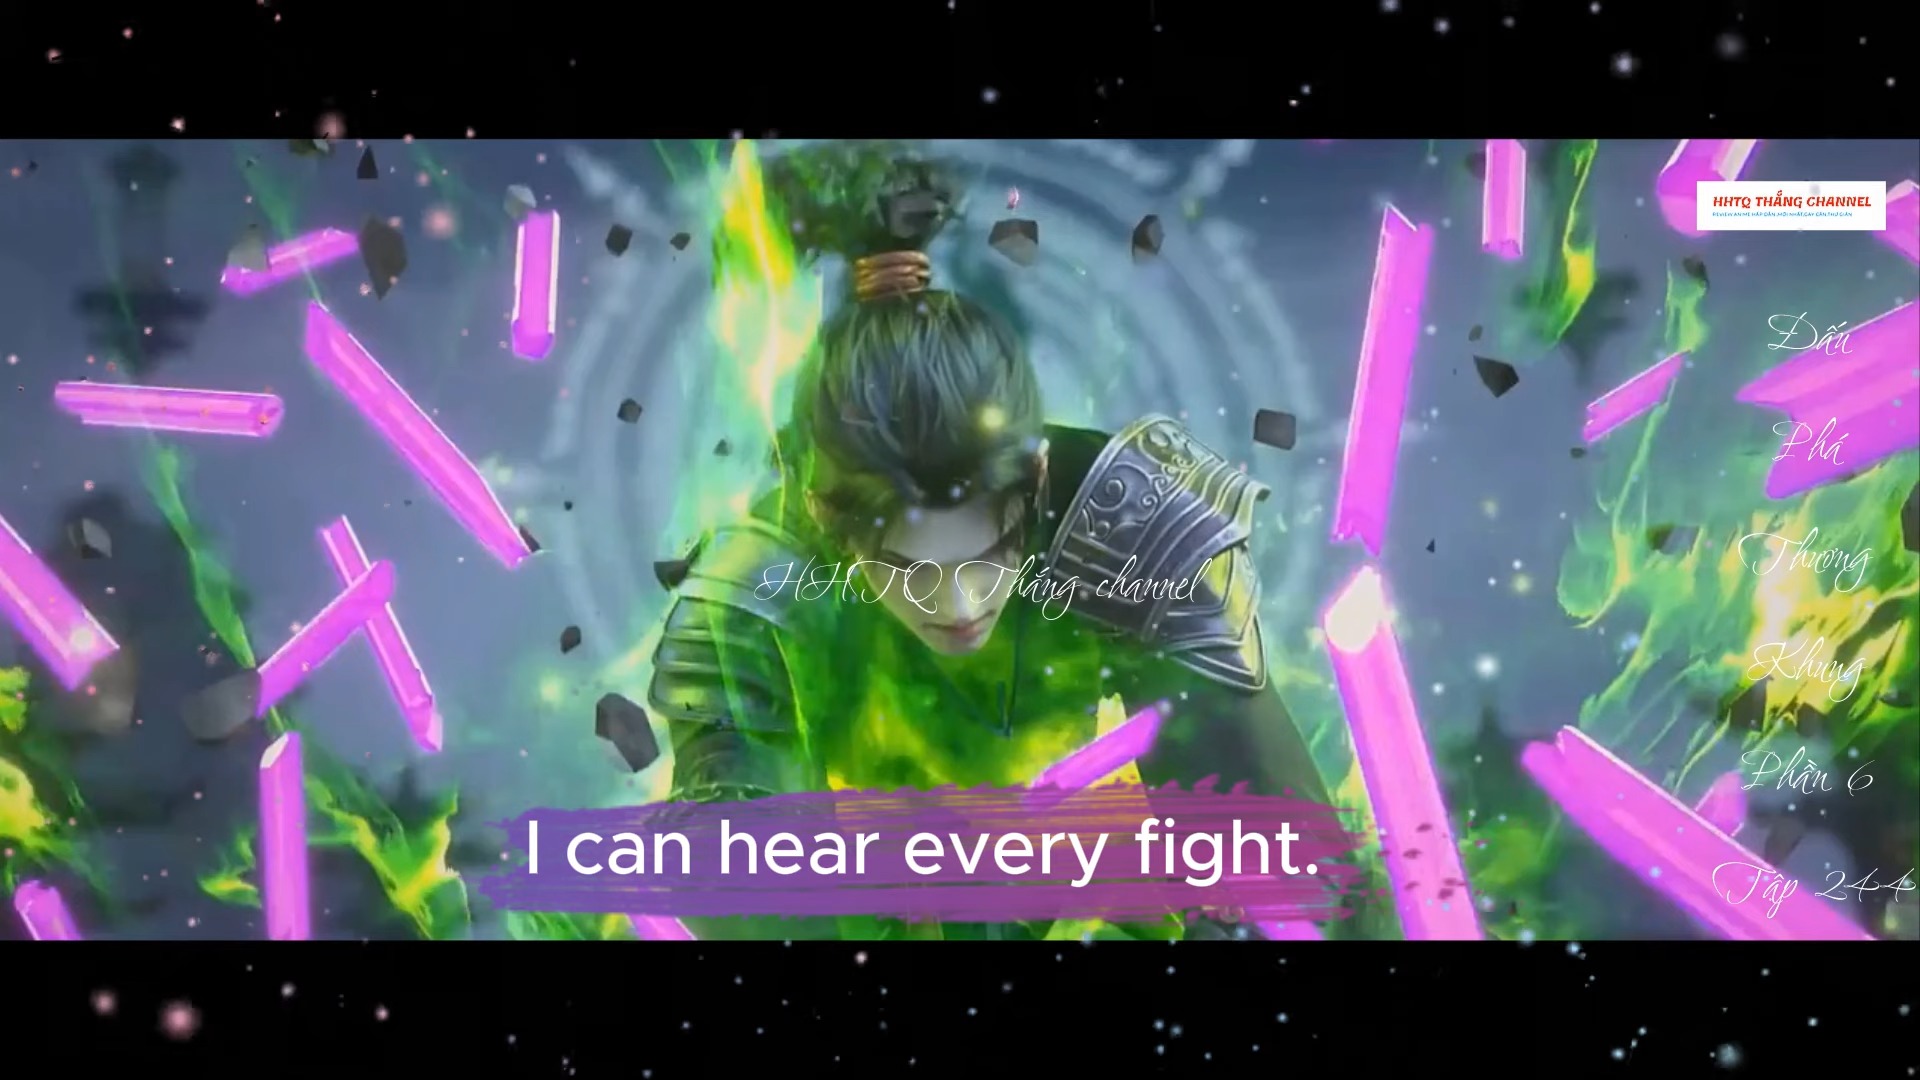 HHTQ THẮNG CHANNEL
Đấu
Phá
HHTQ Thắng channel
Thương
Khung
Phần 6
I can hear every fight.
Tập 244